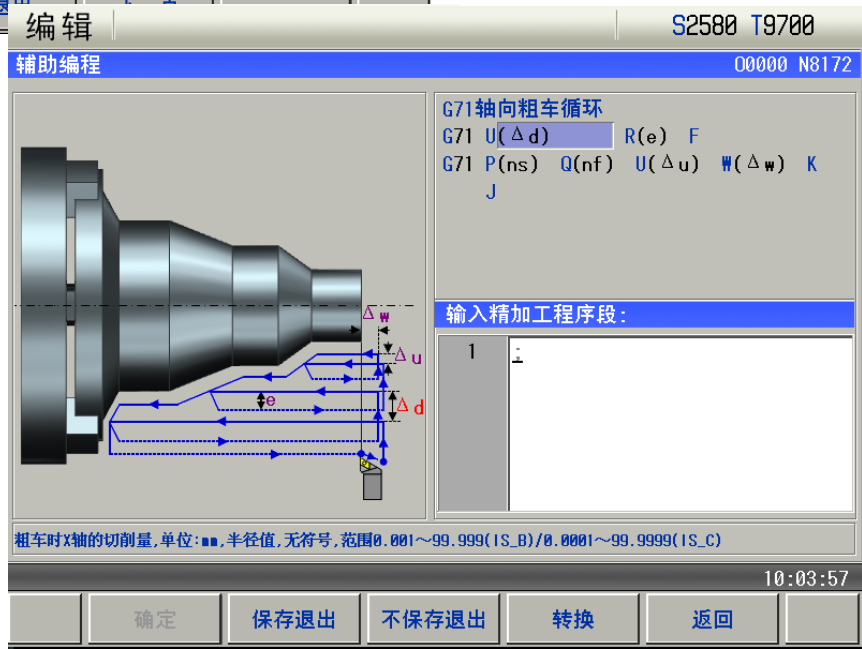 编辑
S2580 T9700
辅助编程
O0000 N8172
G71轴向粗车循环
G71 U(Δd) R(e) F
G71 P(ns) Q(nf) U(Δu) W(Δw) K
J
Δw
Δu
e
Δd
输入精加工程序段:
1 ;
粗车时X轴的切削量,单位:mm,半径值,无符号,范围0.001～99.999(IS_B)/0.0001～99.9999(IS_C)
10:03:57
确定
保存退出
不保存退出
转换
返回